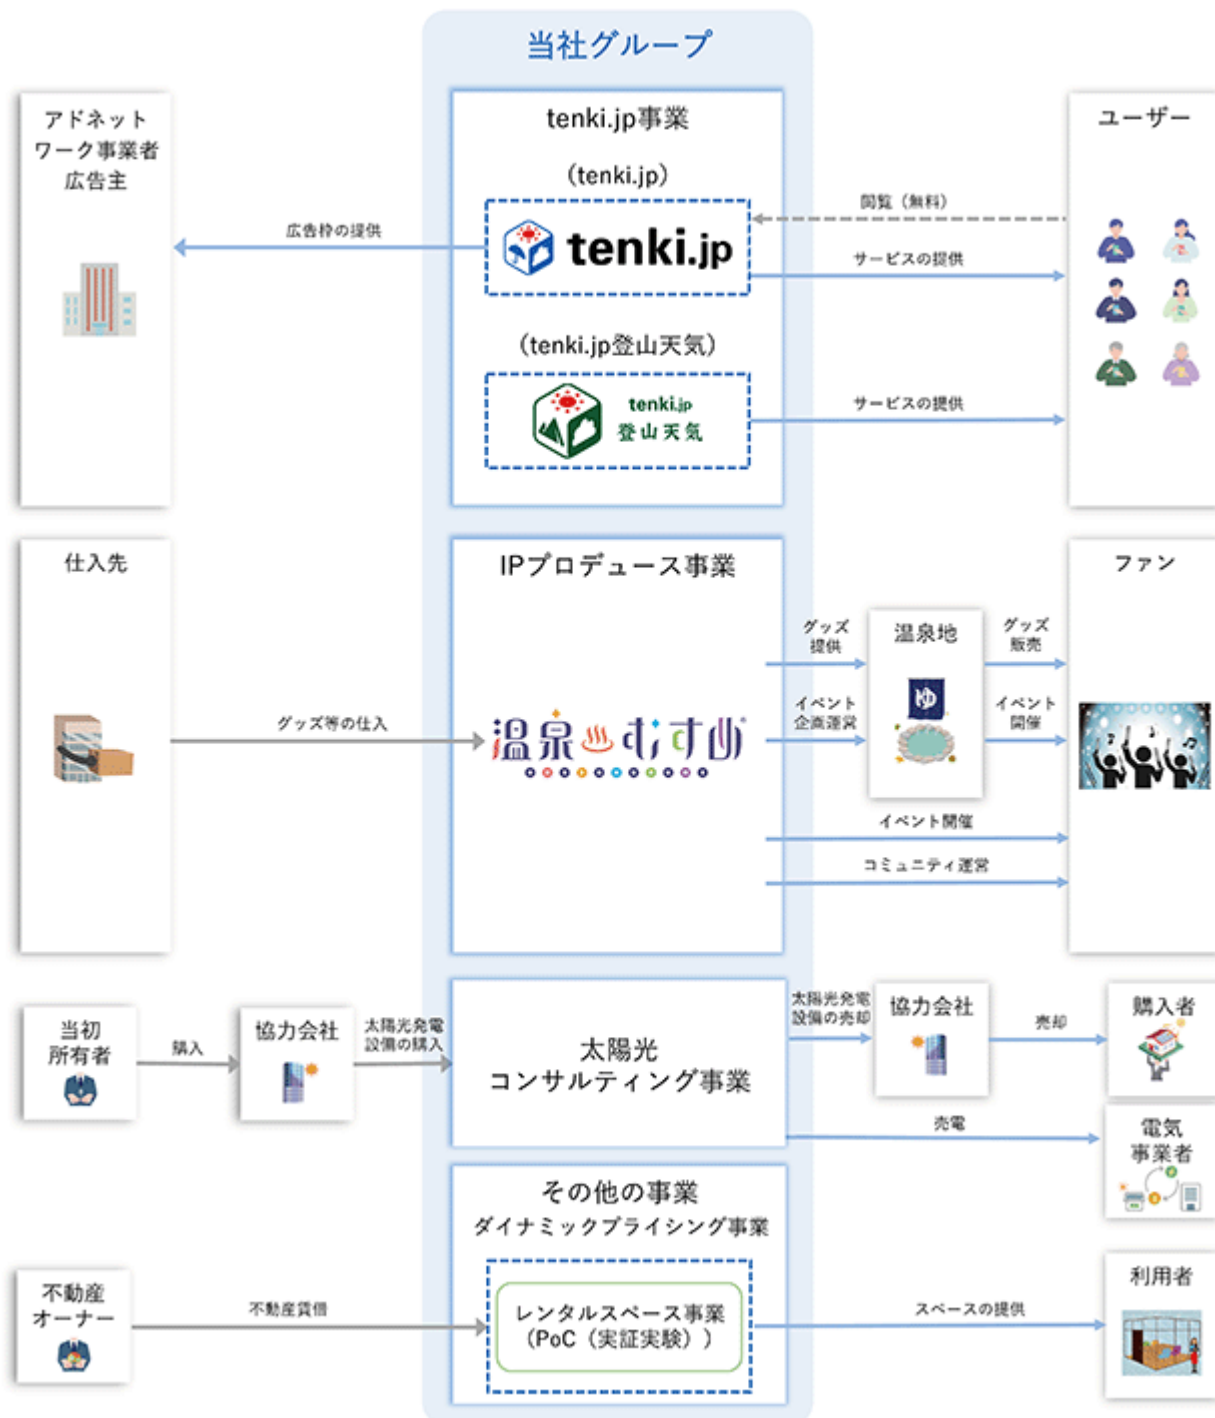 当社グループ
アドネット
ワーク事業者
広告主
広告枠の提供
tenki.jp事業
(tenki.jp)
tenki.jp
(tenki.jp登山天気)
tenki.jp
登山天気
閲覧（無料）
サービスの提供
サービスの提供
ユーザー
仕入先
グッズ等の仕入
IPプロデュース事業
温泉むすめ
グッズ
提供
イベント
企画運営
温泉地
ゆ
グッズ
販売
イベント
開催
イベント開催
コミュニティ運営
ファン
当初
所有者
購入
協力会社
太陽光発電
設備の購入
太陽光
コンサルティング事業
太陽光発電
設備の売却
協力会社
売却
購入者
売電
電気
事業者
その他の事業
ダイナミックプライシング事業
不動産
オーナー
不動産賃借
レンタルスペース事業
（PoC（実証実験））
スペースの提供
利用者